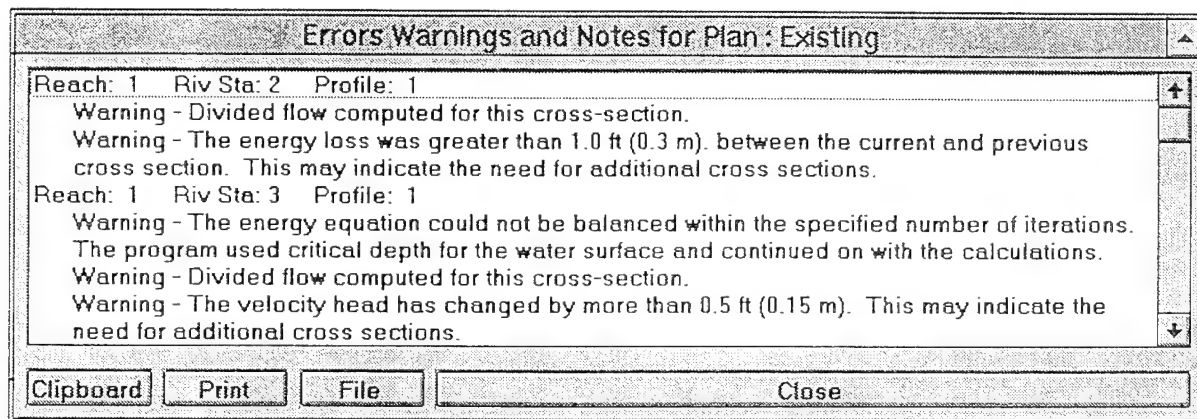 Errors Warnings and Notes for Plan : Existing
Reach: 1 Riv Sta: 2 Profile: 1
Warning - Divided flow computed for this cross-section.
Warning - The energy loss was greater than 1.0 ft (0.3 m). between the current and previous
cross section. This may indicate the need for additional cross sections.
Reach: 1 Riv Sta: 3 Profile: 1
Warning - The energy equation could not be balanced within the specified number of iterations.
The program used critical depth for the water surface and continued on with the calculations.
Warning - Divided flow computed for this cross-section.
Warning - The velocity head has changed by more than 0.5 ft (0.15 m). This may indicate the
need for additional cross sections.
Clipboard Print File Close